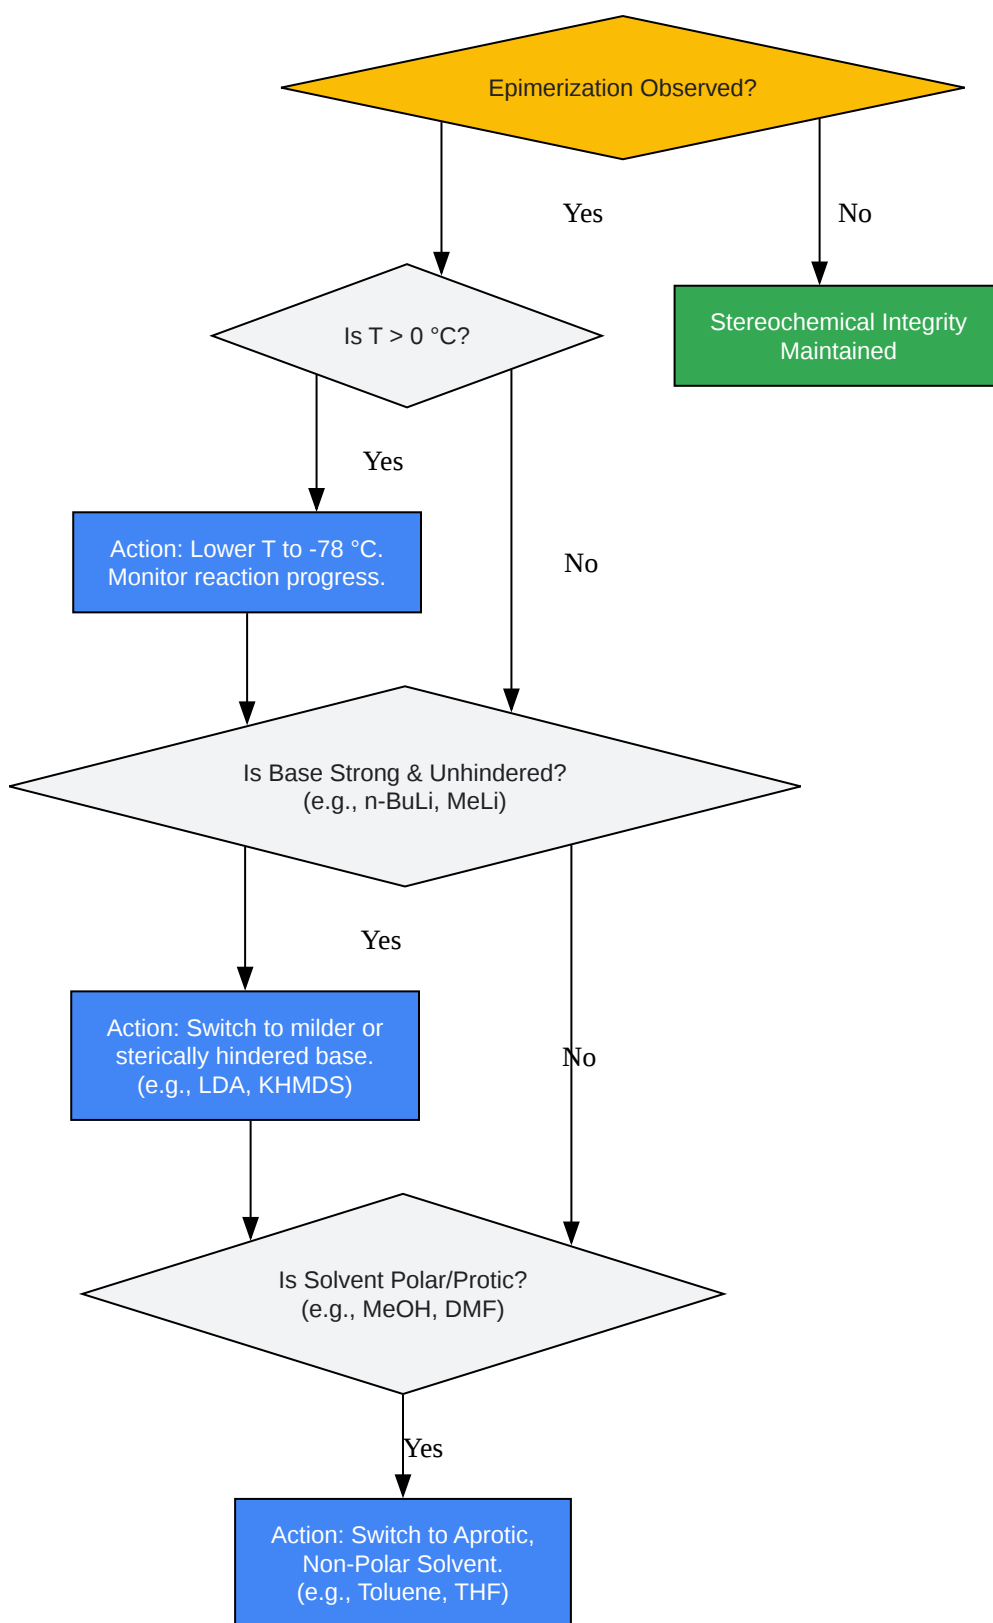 Epimerization Observed?
Yes
No
Is T > 0 °C?
Stereochemical Integrity
Maintained
Yes
Action: Lower T to -78 °C.
Monitor reaction progress.
No
Is Base Strong & Unhindered?
(e.g., n-BuLi, MeLi)
Yes
Action: Switch to milder or
sterically hindered base.
(e.g., LDA, KHMDS)
No
Is Solvent Polar/Protic?
(e.g., MeOH, DMF)
Yes
Action: Switch to Aprotic,
Non-Polar Solvent.
(e.g., Toluene, THF)